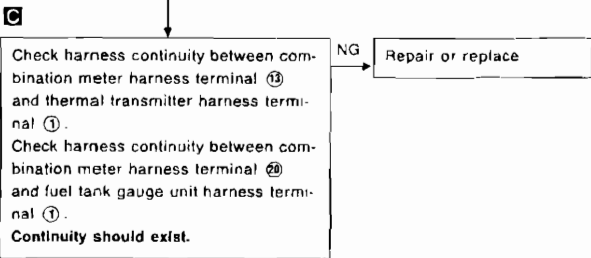 C
Check harness continuity between com-
bination meter harness terminal ⑬
and thermal transmitter harness termi-
nal ①.
Check harness continuity between com-
bination meter harness terminal ⑳
and fuel tank gauge unit harness termi-
nal ①.
Continuity should exist.
NG
Repair or replace